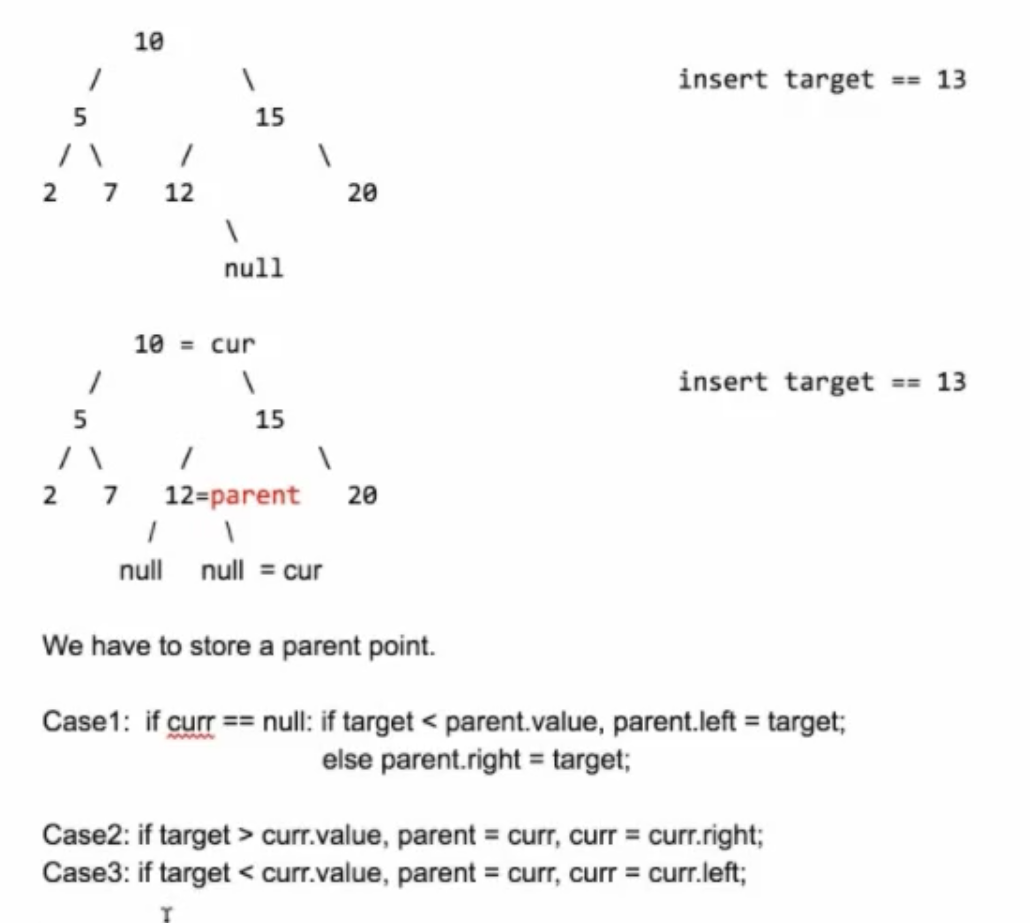 10
/ \ insert target == 13
5 15
/ \ / \
2 7 12 20
\
null
10 = cur
/ \ insert target == 13
5 15
/ \ / \
2 7 12=parent 20
/ \
null null = cur
We have to store a parent point.
Case1: if curr == null: if target < parent.value, parent.left = target;
else parent.right = target;
Case2: if target > curr.value, parent = curr, curr = curr.right;
Case3: if target < curr.value, parent = curr, curr = curr.left;